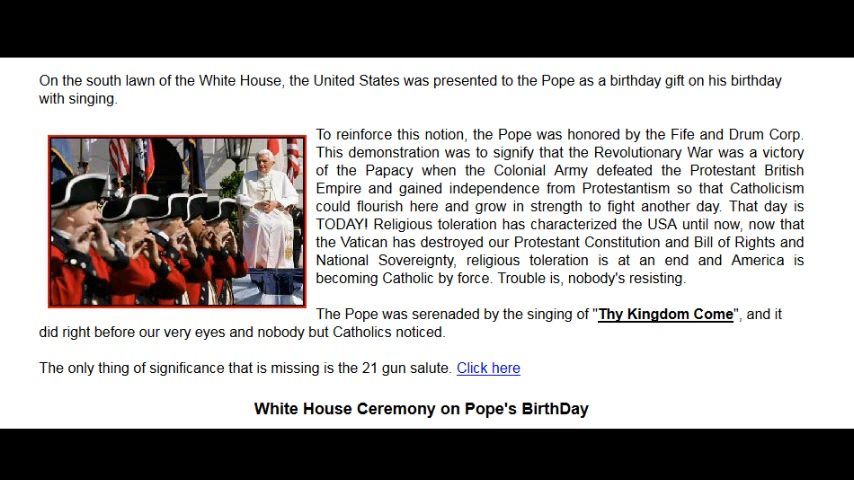 On the south lawn of the White House, the United States was presented to the Pope as a birthday gift on his birthday
with singing.
To reinforce this notion, the Pope was honored by the Fife and Drum Corp.
This demonstration was to signify that the Revolutionary War was a victory
of the Papacy when the Colonial Army defeated the Protestant British
Empire and gained independence from Protestantism so that Catholicism
could flourish here and grow in strength to fight another day. That day is
TODAY! Religious toleration has characterized the USA until now, now that
the Vatican has destroyed our Protestant Constitution and Bill of Rights and
National Sovereignty, religious toleration is at an end and America is
becoming Catholic by force. Trouble is, nobody's resisting.
The Pope was serenaded by the singing of "Thy Kingdom Come", and it
did right before our very eyes and nobody but Catholics noticed.
The only thing of significance that is missing is the 21 gun salute. Click here
White House Ceremony on Pope's BirthDay